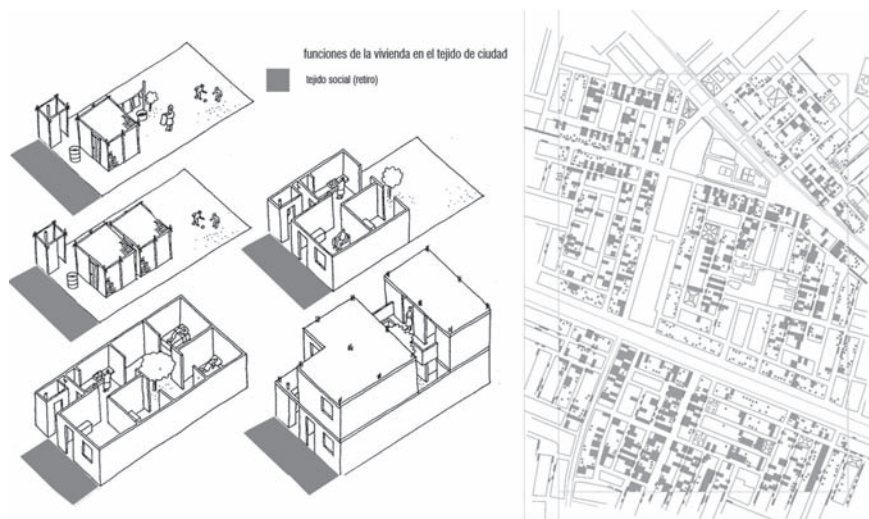 funciones de la vivienda en el tejido de ciudad
tejido social (retiro)